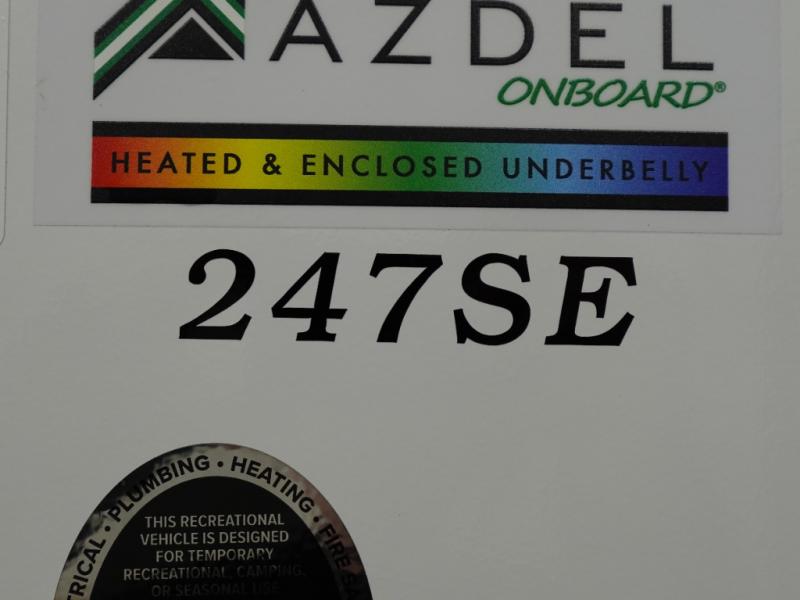 AZDEL
ONBOARD®
HEATED & ENCLOSED UNDERBELLY
247SE
PLUMBING • HEATING •
THIS RECREATIONAL
VEHICLE IS DESIGNED
FOR TEMPORARY
RECREATIONAL, CAMPING,
OR SEASONAL USE